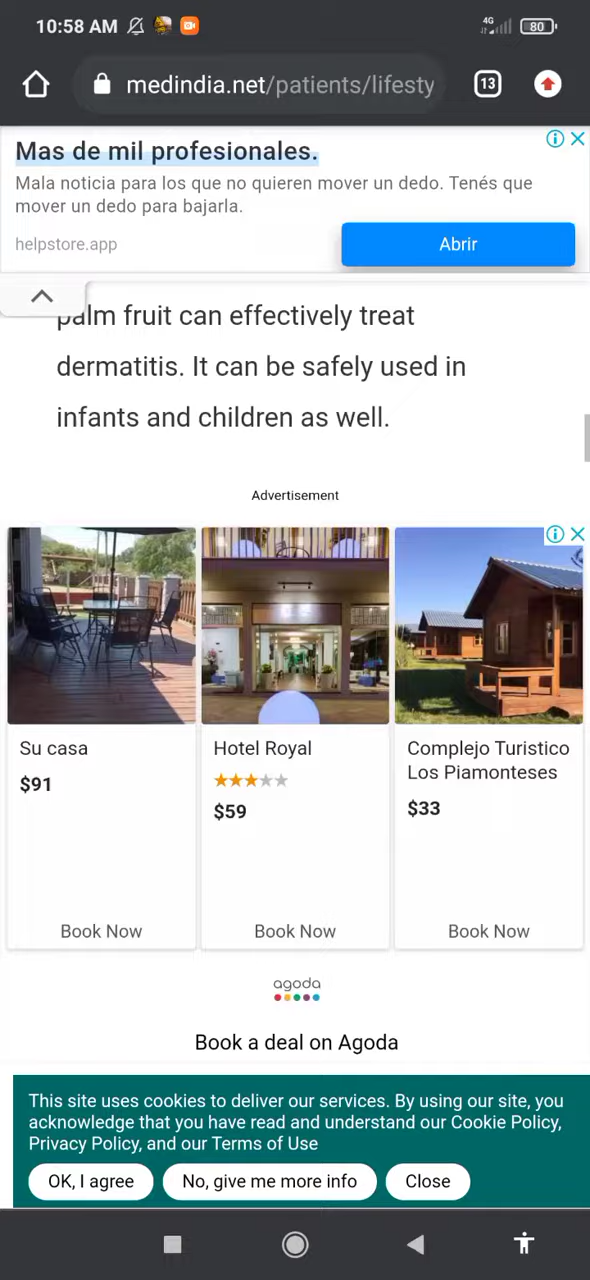 10:58 AM
4G
80
medindia.net/patients/lifesty
13
Mas de mil profesionales.
Mala noticia para los que no quieren mover un dedo. Tenés que
mover un dedo para bajarla.
helpstore.app
Abrir
palm fruit can effectively treat
dermatitis. It can be safely used in
infants and children as well.
Advertisement
Su casa
$91
Book Now
Hotel Royal
$59
Book Now
Complejo Turistico
Los Piamonteses
$33
Book Now
agoda
Book a deal on Agoda
This site uses cookies to deliver our services. By using our site, you
acknowledge that you have read and understand our Cookie Policy,
Privacy Policy, and our Terms of Use
OK, I agree
No, give me more info
Close